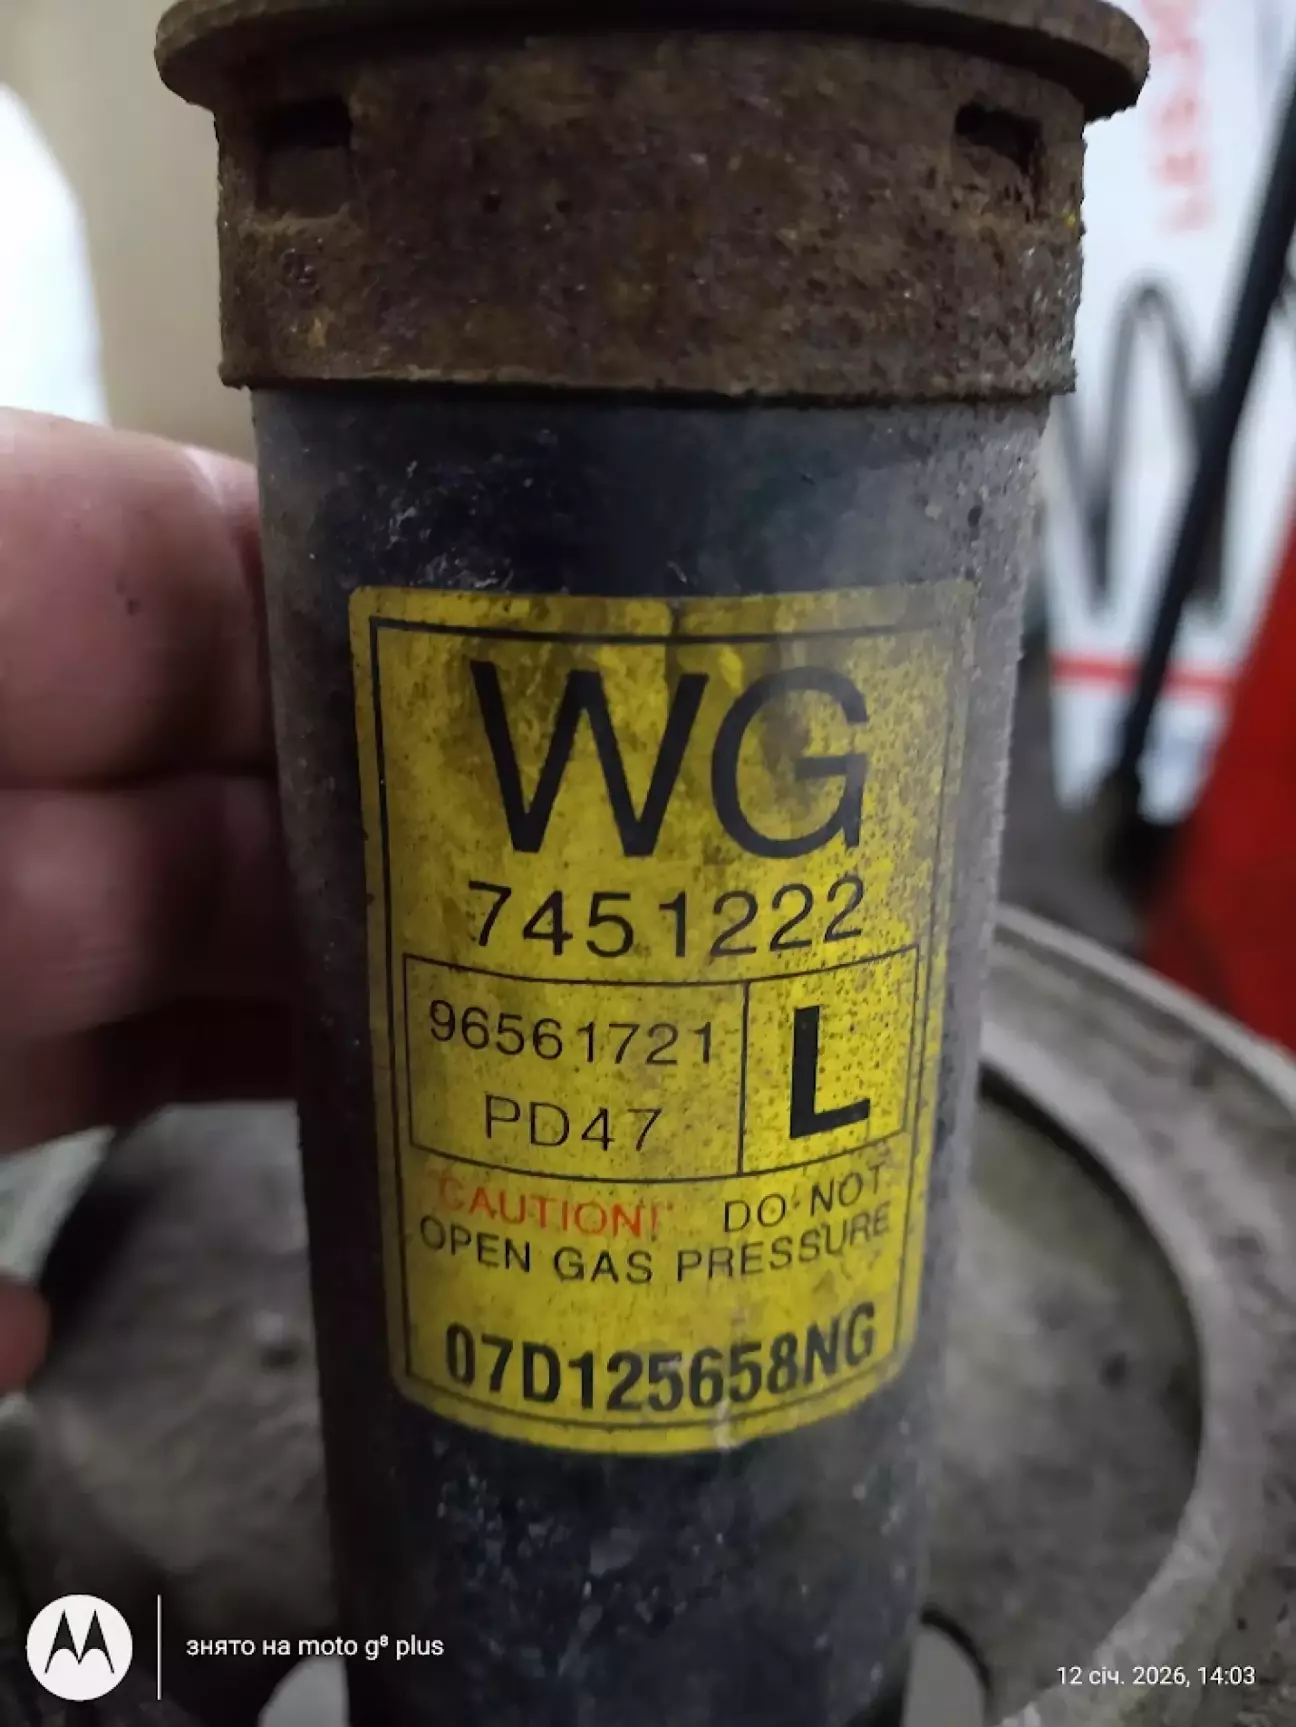 WG
7451222
96561721
PD47
L
CAUTION! DO NOT
OPEN GAS PRESSURE
07D125658NG
знято на moto g⁸ plus
12 січ. 2026, 14:03